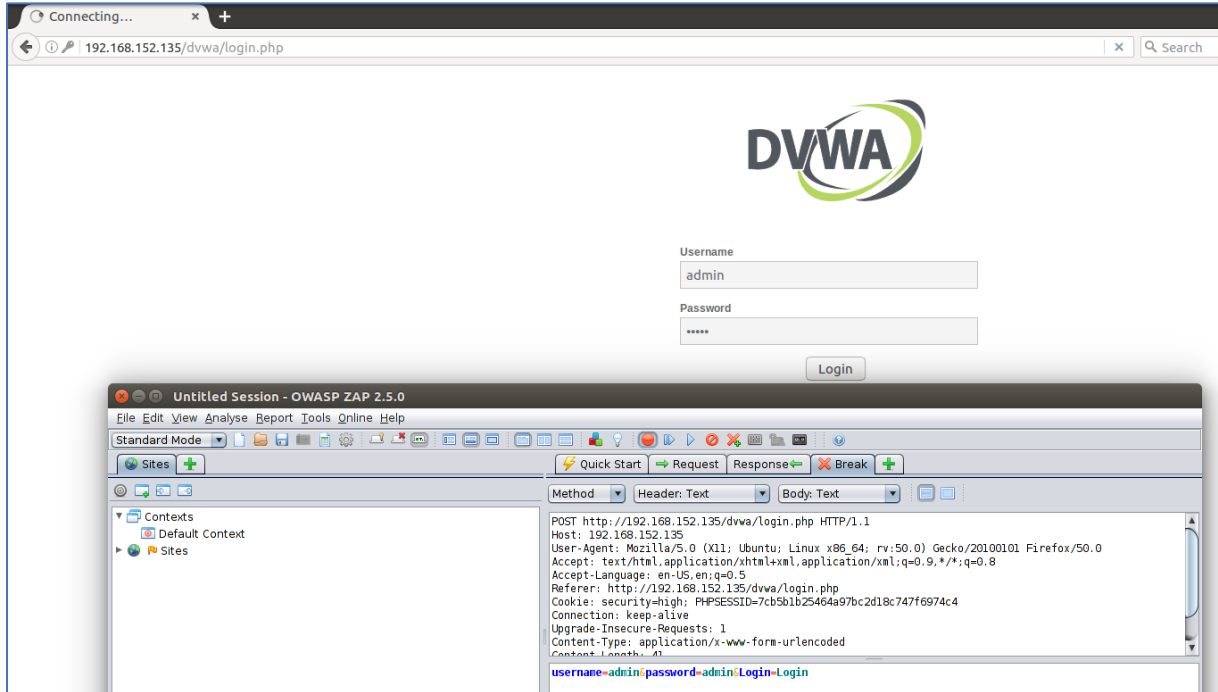 Connecting...
192.168.152.135/dvwa/login.php
Search
DVWA
Username
admin
Password
•••••
Login
Untitled Session - OWASP ZAP 2.5.0
File Edit View Analyse Report Tools Online Help
Standard Mode
Sites
Quick Start Request Response Break
Method Header: Text Body: Text
Contexts
Default Context
Sites
POST http://192.168.152.135/dvwa/login.php HTTP/1.1
Host: 192.168.152.135
User-Agent: Mozilla/5.0 (X11; Ubuntu; Linux x86_64; rv:50.0) Gecko/20100101 Firefox/50.0
Accept: text/html,application/xhtml+xml,application/xml;q=0.9,*/*;q=0.8
Accept-Language: en-US,en;q=0.5
Referer: http://192.168.152.135/dvwa/login.php
Cookie: security=high; PHPSESSID=7cb5b1b25464a97bc2d18c747f6974c4
Connection: keep-alive
Upgrade-Insecure-Requests: 1
Content-Type: application/x-www-form-urlencoded
Content-Length: 41
username=admin&password=admin&Login=Login